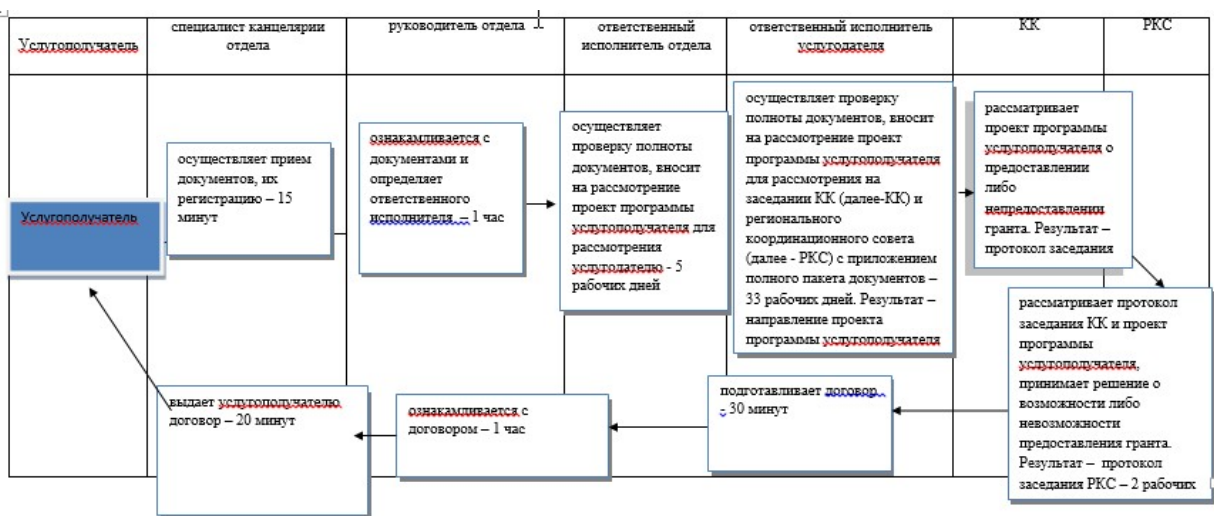 Услугополучатель
специалист канцелярии
отдела
руководитель отдела
ответственный
исполнитель отдела
ответственный исполнитель
услугодателя
КК
РКС
Услугополучатель
осуществляет прием
документов, их
регистрацию – 15
минут
ознакамливается с
документами и
определяет
ответственного
исполнителя – 1 час
осуществляет
проверку полноты
документов, вносит
на рассмотрение
проект программы
услугополучателя для
рассмотрения
услугодателю - 5
рабочих дней
осуществляет проверку
полноты документов, вносит
на рассмотрение проект
программы услугополучателя
для рассмотрения на
заседании КК (далее-КК) и
регионального
координационного совета
(далее - РКС) с приложением
полного пакета документов –
33 рабочих дней. Результат –
направление проекта
программы услугополучателя
рассматривает
проект программы
услугополучателя о
предоставлении
либо
непредоставлении
гранта. Результат –
протокол заседания
рассматривает протокол
заседания КК и проект
программы
услугополучателя,
принимает решение о
возможности либо
невозможности
предоставления гранта.
Результат – протокол
заседания РКС – 2 рабочих
подготавливает договор
- 30 минут
ознакамливается с
договором – 1 час
выдает услугополучателю
договор – 20 минут